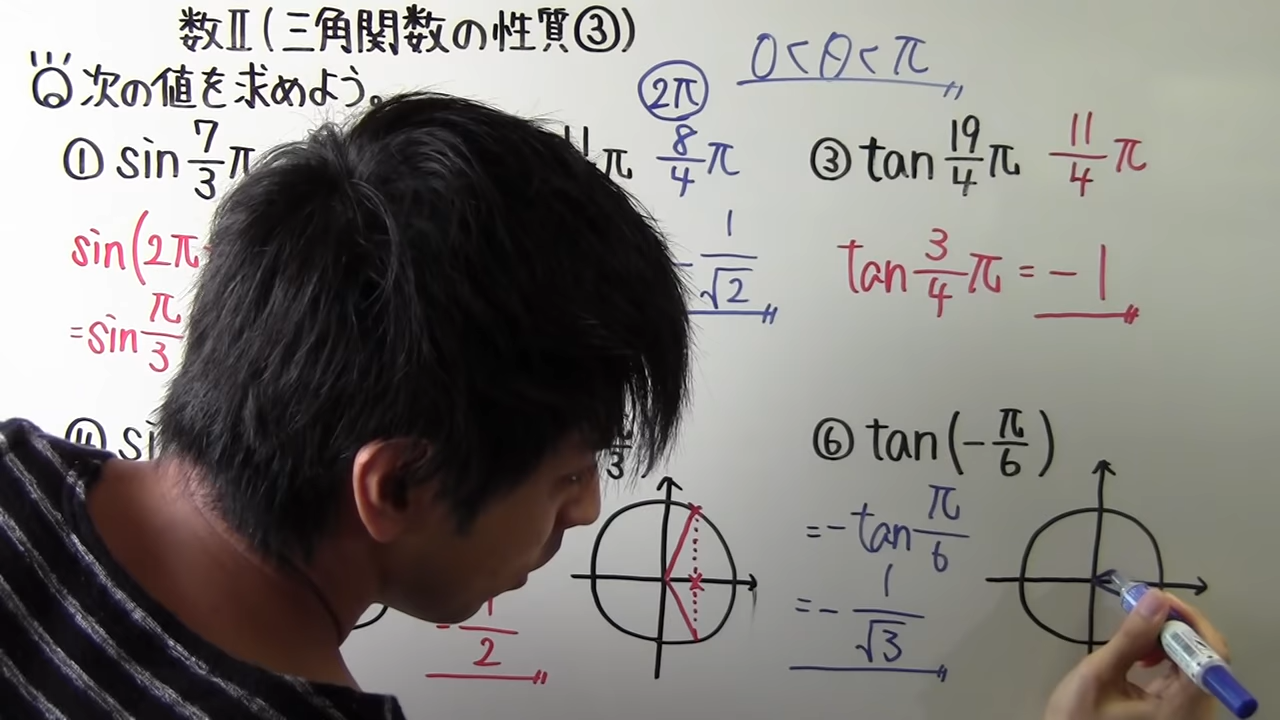 数Ⅱ(三角関数の性質③)
次の値を求めよう。
2π
0<θ<π
① sin 7/3 π
π 8/4 π
③ tan 19/4 π 11/4 π
sin(2π
= sin π/3
1/√2
tan 3/4 π = -1
④
⑥ tan(-π/6)
= -tan π/6
= -1/√3
1/2